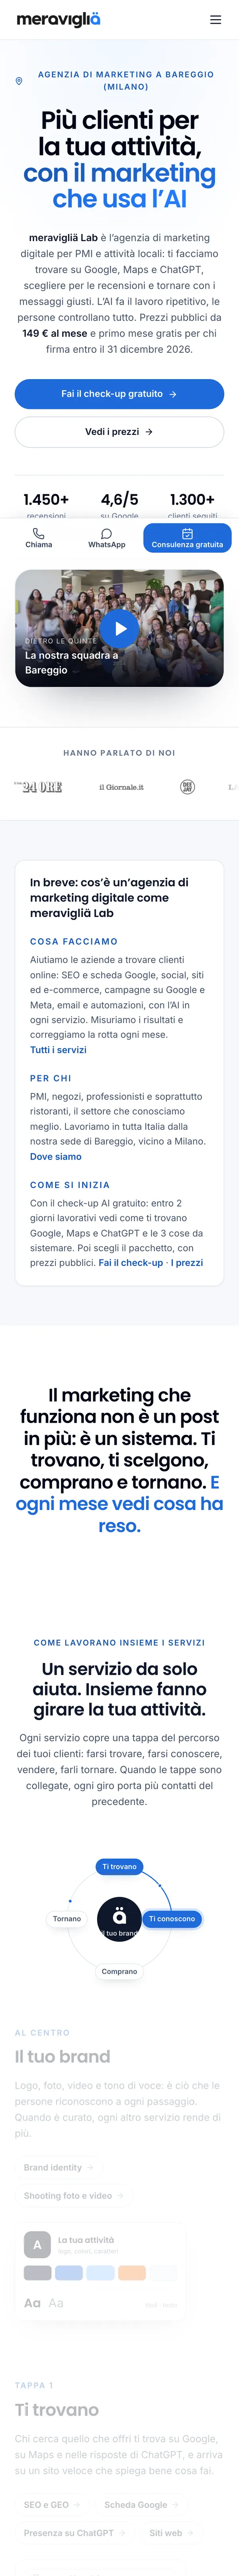 meravigliä
AGENZIA DI MARKETING A BAREGGIO
(MILANO)
Più clienti per
la tua attività,
con il marketing
che usa l’AI
meravigliä Lab è l’agenzia di marketing
digitale per PMI e attività locali: ti facciamo
trovare su Google, Maps e ChatGPT,
scegliere per le recensioni e tornare con i
messaggi giusti. L’AI fa il lavoro ripetitivo, le
persone controllano tutto. Prezzi pubblici da
149 € al mese e primo mese gratis per chi
firma entro il 31 dicembre 2026.
Fai il check-up gratuito →
Vedi i prezzi →
1.450+ 4,6/5 1.300+
recensioni su Google clienti seguiti
Chiama WhatsApp Consulenza gratuita
DIETRO LE QUINTE
La nostra squadra a
Bareggio
HANNO PARLATO DI NOI
24 ORE il Giornale.it DEE JAY
In breve: cos’è un’agenzia di
marketing digitale come
meravigliä Lab
COSA FACCIAMO
Aiutiamo le aziende a trovare clienti
online: SEO e scheda Google, social, siti
ed e-commerce, campagne su Google e
Meta, email e automazioni, con l’AI in
ogni servizio. Misuriamo i risultati e
correggiamo la rotta ogni mese.
Tutti i servizi
PER CHI
PMI, negozi, professionisti e soprattutto
ristoranti, il settore che conosciamo
meglio. Lavoriamo in tutta Italia dalla
nostra sede di Bareggio, vicino a Milano.
Dove siamo
COME SI INIZIA
Con il check-up AI gratuito: entro 2
giorni lavorativi vedi come ti trovano
Google, Maps e ChatGPT e le 3 cose da
sistemare. Poi scegli il pacchetto, con
prezzi pubblici. Fai il check-up · I prezzi
Il marketing che
funziona non è un post
in più: è un sistema. Ti
trovano, ti scelgono,
comprano e tornano. E
ogni mese vedi cosa ha
reso.
COME LAVORANO INSIEME I SERVIZI
Un servizio da solo
aiuta. Insieme fanno
girare la tua attività.
Ogni servizio copre una tappa del percorso
dei tuoi clienti: farsi trovare, farsi conoscere,
vendere, farli tornare. Quando le tappe sono
collegate, ogni giro porta più contatti del
precedente.
Ti trovano
Tornano
ä
Il tuo brand
Ti conoscono
Comprano
AL CENTRO
Il tuo brand
Logo, foto, video e tono di voce: è ciò che le
persone riconoscono a ogni passaggio.
Quando è curato, ogni altro servizio rende di
più.
Brand identity →
Shooting foto e video →
A
La tua attività
logo, colori, caratteri
Aa Aa
TAPPA 1
Ti trovano
Chi cerca quello che offri ti trova su Google,
su Maps e nelle risposte di ChatGPT, e arriva
su un sito veloce che spiega bene cosa fai.
SEO e GEO → Scheda Google →
Presenza su ChatGPT → Siti web →